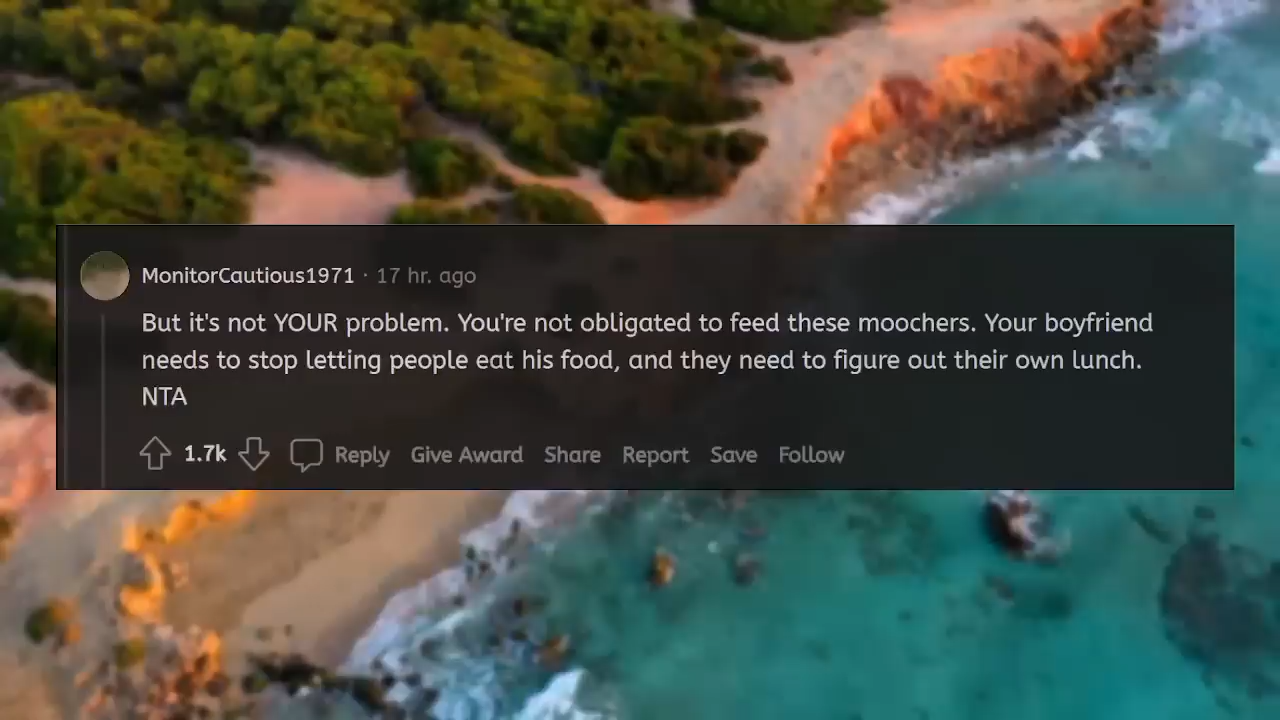 MonitorCautious1971 · 17 hr. ago
But it's not YOUR problem. You're not obligated to feed these moochers. Your boyfriend
needs to stop letting people eat his food, and they need to figure out their own lunch.
NTA
1.7k Reply Give Award Share Report Save Follow